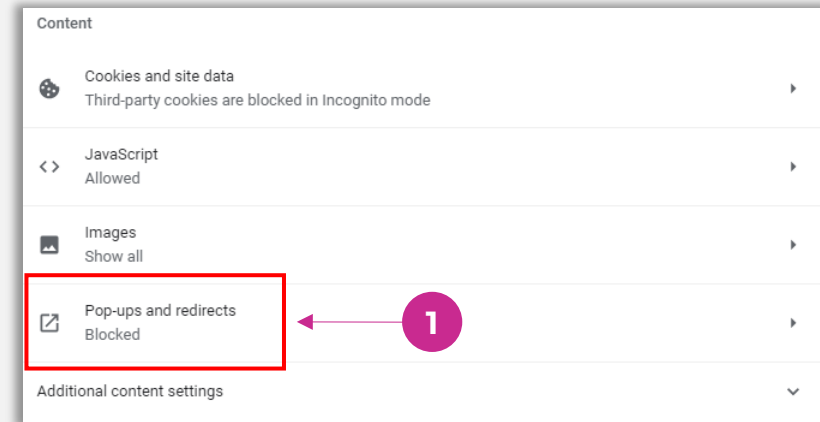 Content
Cookies and site data
Third-party cookies are blocked in Incognito mode
JavaScript
Allowed
Images
Show all
Pop-ups and redirects
Blocked
1
Additional content settings